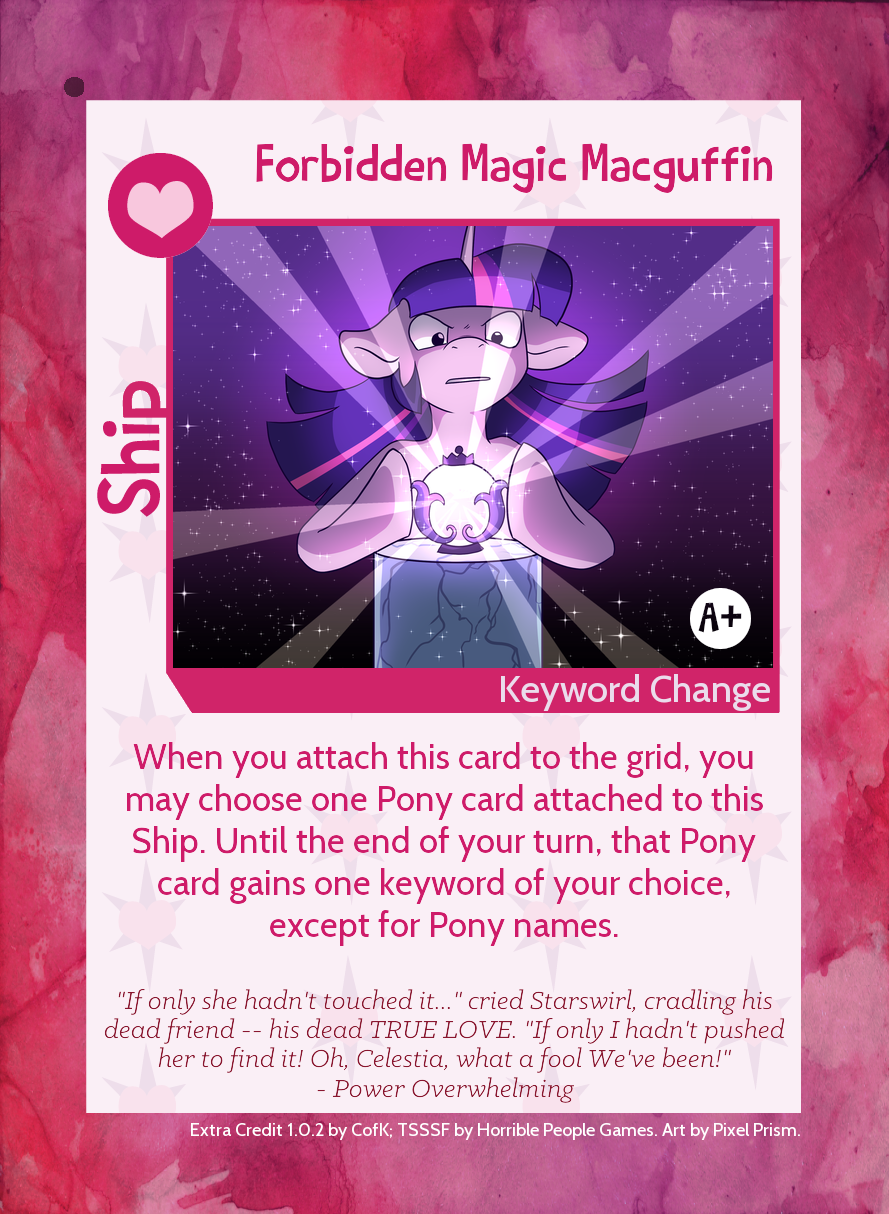 Forbidden Magic Macguffin
Ship
A+
Keyword Change
When you attach this card to the grid, you
may choose one Pony card attached to this
Ship. Until the end of your turn, that Pony
card gains one keyword of your choice,
except for Pony names.
"If only she hadn't touched it..." cried Starswirl, cradling his
dead friend -- his dead TRUE LOVE. "If only I hadn't pushed
her to find it! Oh, Celestia, what a fool We've been!"
- Power Overwhelming
Extra Credit 1.0.2 by CofK; TSSSF by Horrible People Games. Art by Pixel Prism.